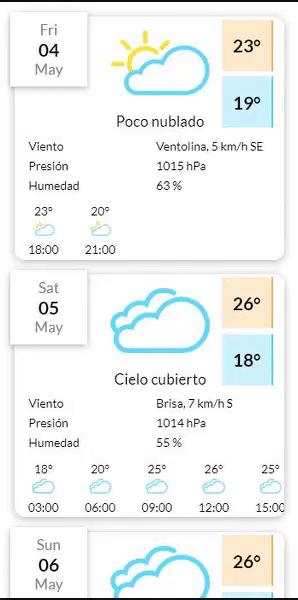 Fri
04
May
23°
19°
Poco nublado
Viento Ventolina, 5 km/h SE
Presión 1015 hPa
Humedad 63 %
23° 20°
18:00 21:00
Sat
05
May
26°
18°
Cielo cubierto
Viento Brisa, 7 km/h S
Presión 1014 hPa
Humedad 55 %
18° 20° 25° 26° 25°
03:00 06:00 09:00 12:00 15:00
Sun
06
May
26°